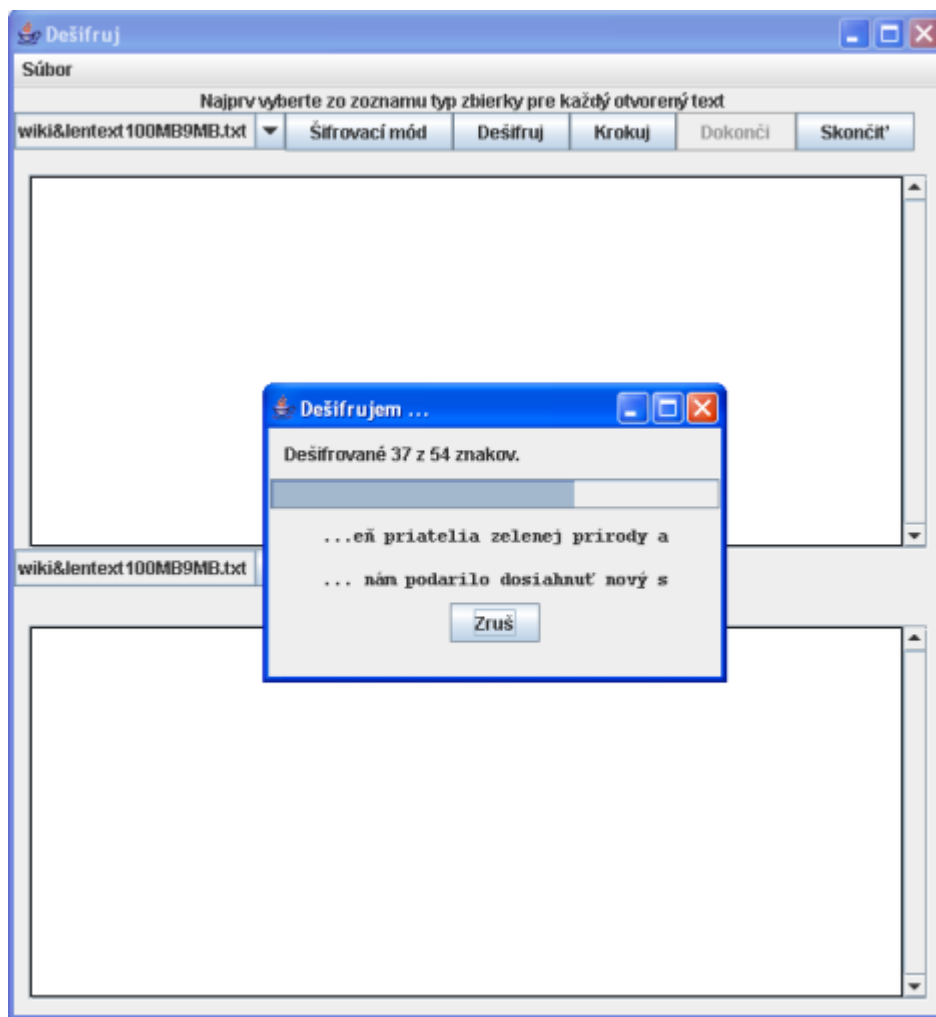 Dešifruj
Súbor
Najprv vyberte zo zoznamu typ zbierky pre každý otvorený text
wiki&lentext100MB9MB.txt Šifrovací mód Dešifruj Krokuj Dokonči Skončiť
Dešifrujem ...
Dešifrované 37 z 54 znakov.
...eň priatelia zelenej prírody a
... nám podarilo dosiahnuť nový s
Zruš
wiki&lentext100MB9MB.txt